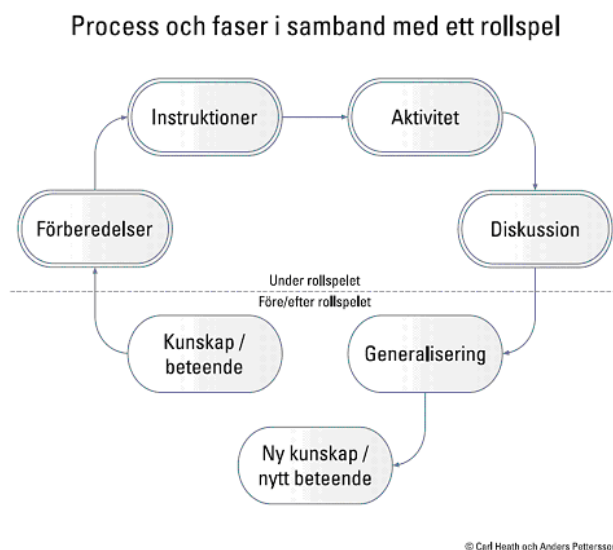 Process och faser i samband med ett rollspel
Instruktioner
Aktivitet
Förberedelser
Diskussion
Under rollspelet
Före/efter rollspelet
Kunskap /
beteende
Generalisering
Ny kunskap /
nytt beteende
© Carl Heath och Anders Pettersso